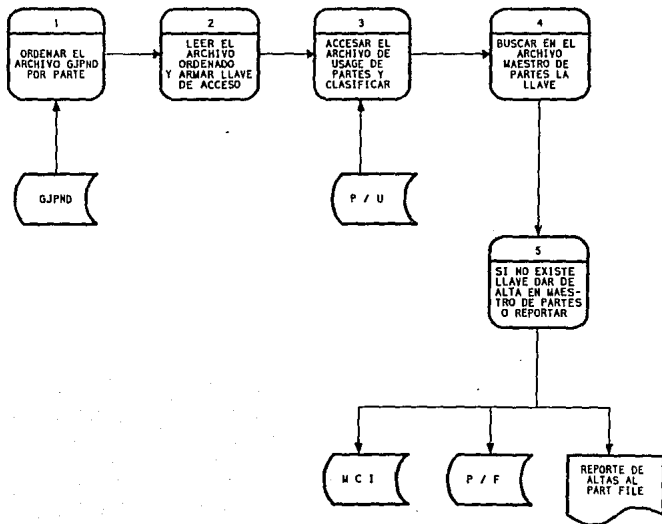 1
ORDENAR EL
ARCHIVO GJPND
POR PARTE
2
LEER EL
ARCHIVO
ORDENADO
Y ARMAR LLAVE
DE ACCESO
3
ACCESAR EL
ARCHIVO DE
USAGE DE
PARTES Y
CLASIFICAR
4
BUSCAR EN EL
ARCHIVO
MAESTRO DE
PARTES LA
LLAVE
GJPND
P / U
5
SI NO EXISTE
LLAVE DAR DE
ALTA EN MAES-
TRO DE PARTES
O REPORTAR
M C I
P / F
REPORTE DE
ALTAS AL
PART FILE